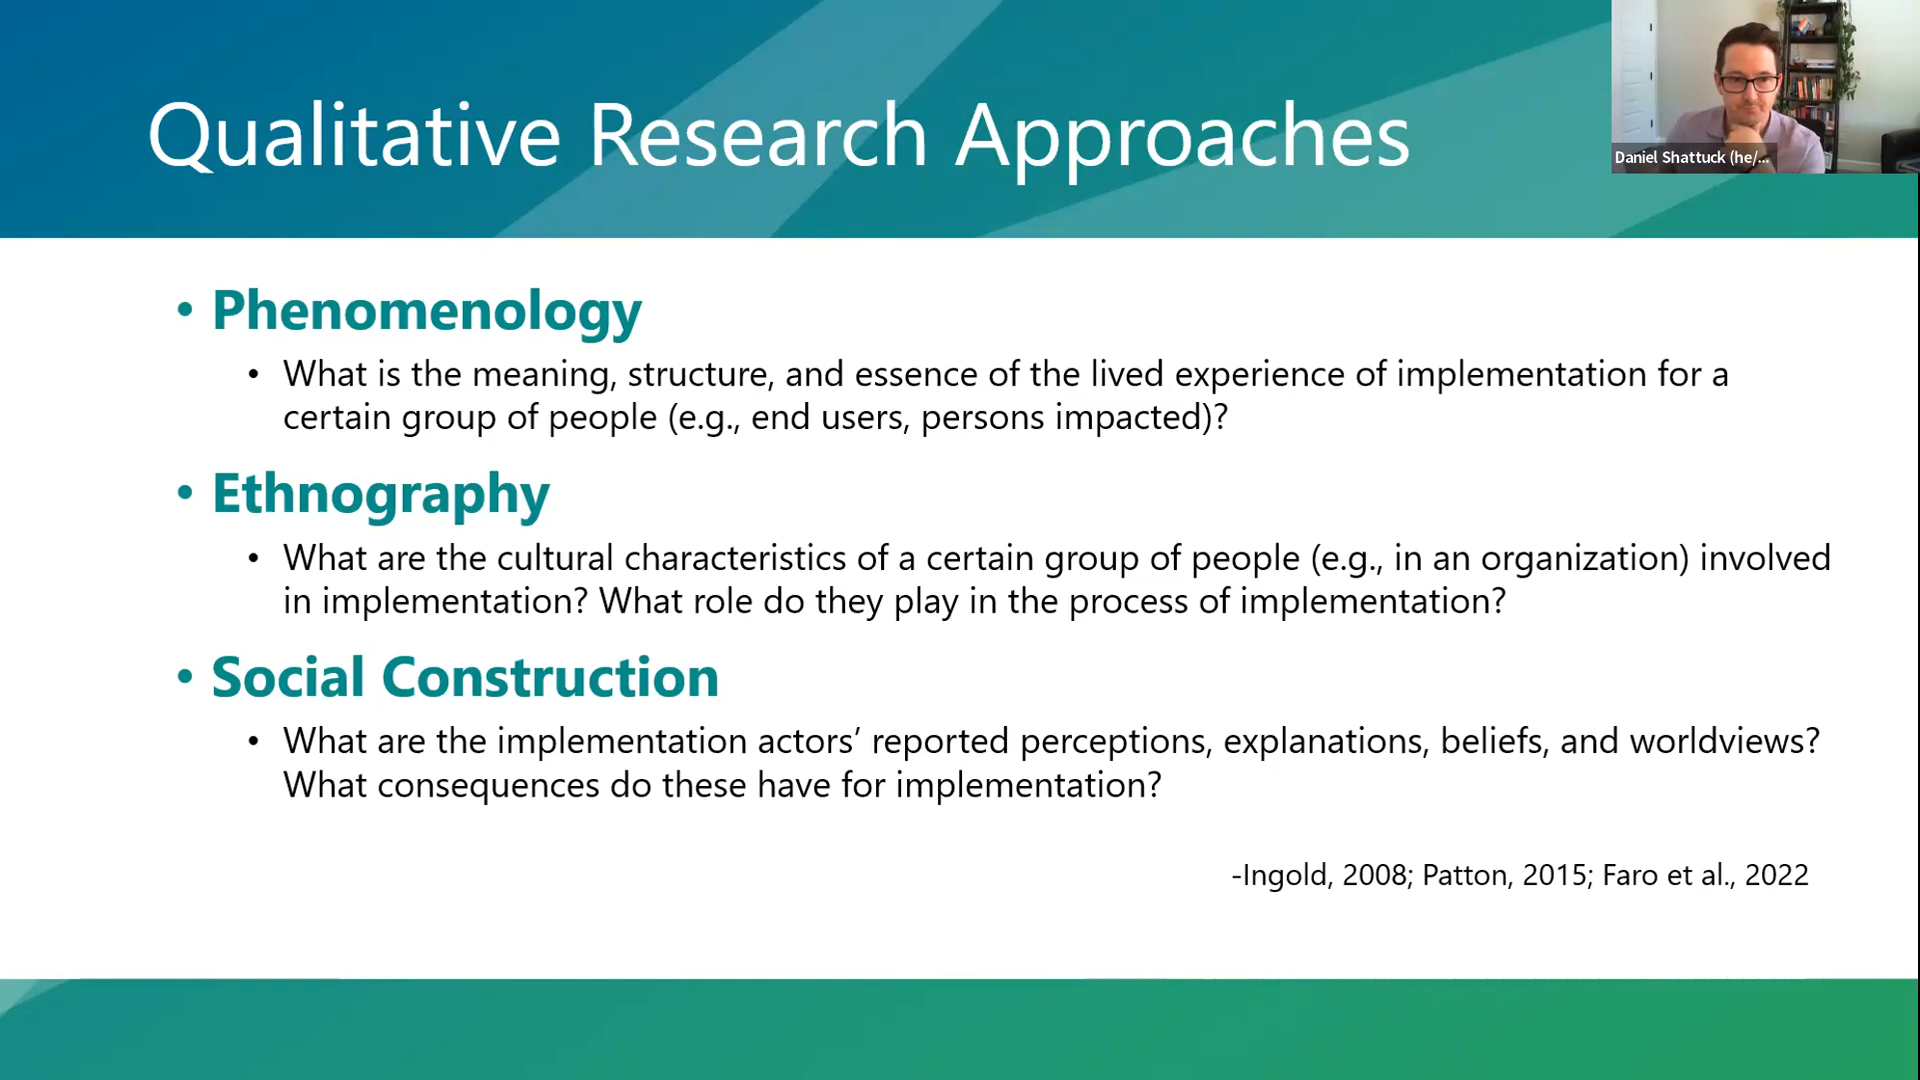 Qualitative Research Approaches
Daniel Shattuck (he/...
• Phenomenology
• What is the meaning, structure, and essence of the lived experience of implementation for a
certain group of people (e.g., end users, persons impacted)?
• Ethnography
• What are the cultural characteristics of a certain group of people (e.g., in an organization) involved
in implementation? What role do they play in the process of implementation?
• Social Construction
• What are the implementation actors’ reported perceptions, explanations, beliefs, and worldviews?
What consequences do these have for implementation?
-Ingold, 2008; Patton, 2015; Faro et al., 2022